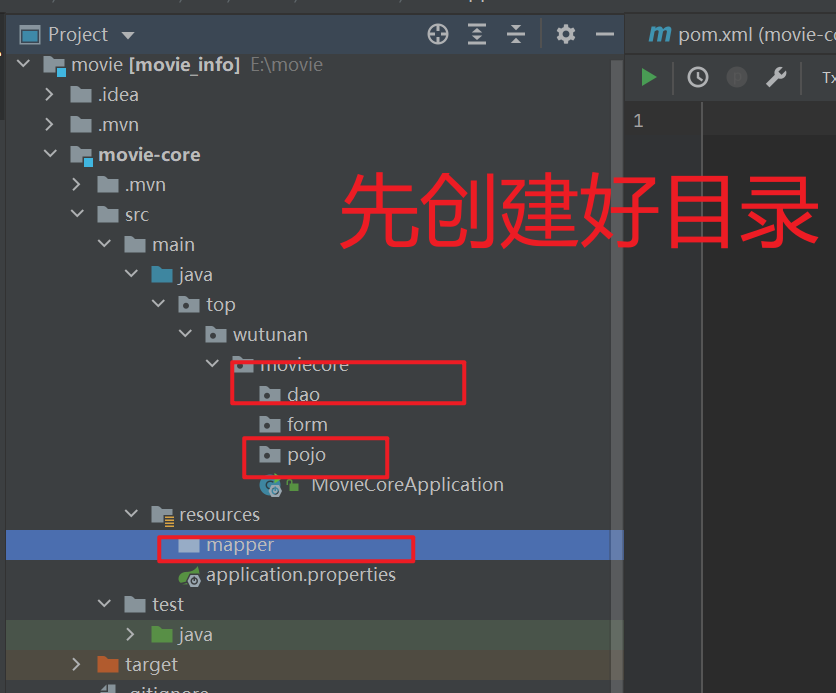 Project
pom.xml (movie-co
movie [movie_info] E:\movie
.idea
.mvn
movie-core
.mvn
src
main
java
top
wutunan
moviecore
dao
form
pojo
MovieCoreApplication
resources
mapper
application.properties
test
java
target
.gitignore
1
Tx
先创建好目录